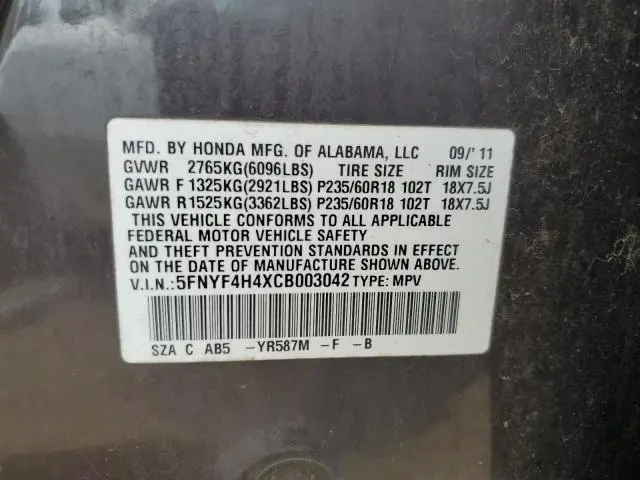 MFD. BY HONDA MFG. OF ALABAMA, LLC 09/'11
GVWR 2765KG(6096LBS) TIRE SIZE RIM SIZE
GAWR F 1325KG(2921LBS) P235/60R18 102T 18X7.5J
GAWR R1525KG(3362LBS) P235/60R18 102T 18X7.5J
THIS VEHICLE CONFORMS TO ALL APPLICABLE
FEDERAL MOTOR VEHICLE SAFETY
AND THEFT PREVENTION STANDARDS IN EFFECT
ON THE DATE OF MANUFACTURE SHOWN ABOVE.
V.I.N.:5FNYF4H4XCB003042 TYPE: MPV
SZA C AB5 -YR587M -F -B